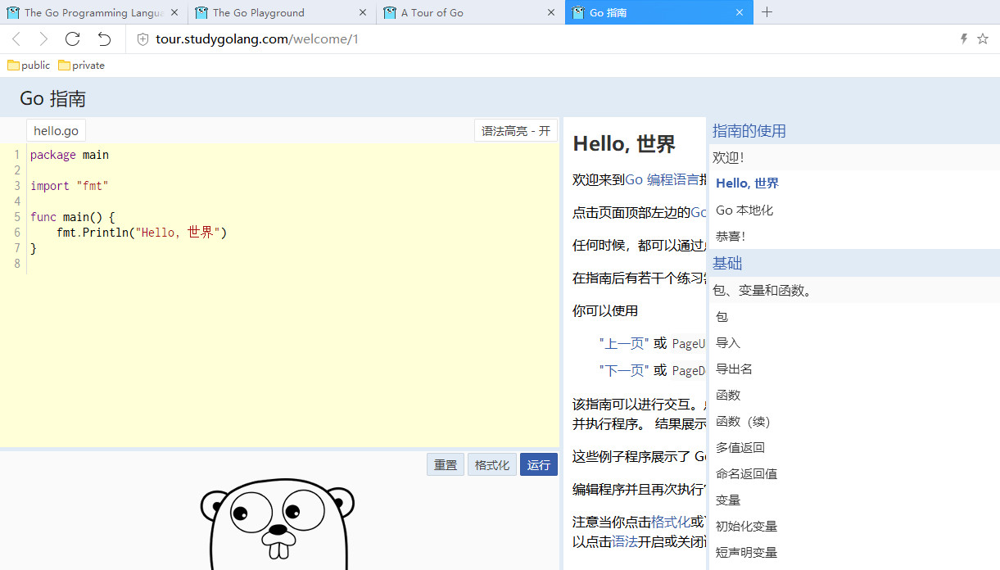 The Go Programming Langua
The Go Playground
A Tour of Go
Go 指南
tour.studygolang.com/welcome/1
public
private
Go 指南
hello.go
语法高亮 - 开
1 package main
2
3 import "fmt"
4
5 func main() {
6 fmt.Println("Hello, 世界")
7 }
8
重置
格式化
运行
Hello, 世界
欢迎来到Go 编程语言指
点击页面顶部左边的Go
任何时候，都可以通过
在指南后有若干个练习
你可以使用
"上一页" 或 PageU
"下一页" 或 PageD
该指南可以进行交互。
并执行程序。 结果展示
这些例子程序展示了 Go
编辑程序并且再次执行
注意当你点击格式化或
以点击语法开启或关闭
指南的使用
欢迎！
Hello, 世界
Go 本地化
恭喜！
基础
包、变量和函数。
包
导入
导出名
函数
函数（续）
多值返回
命名返回值
变量
初始化变量
短声明变量